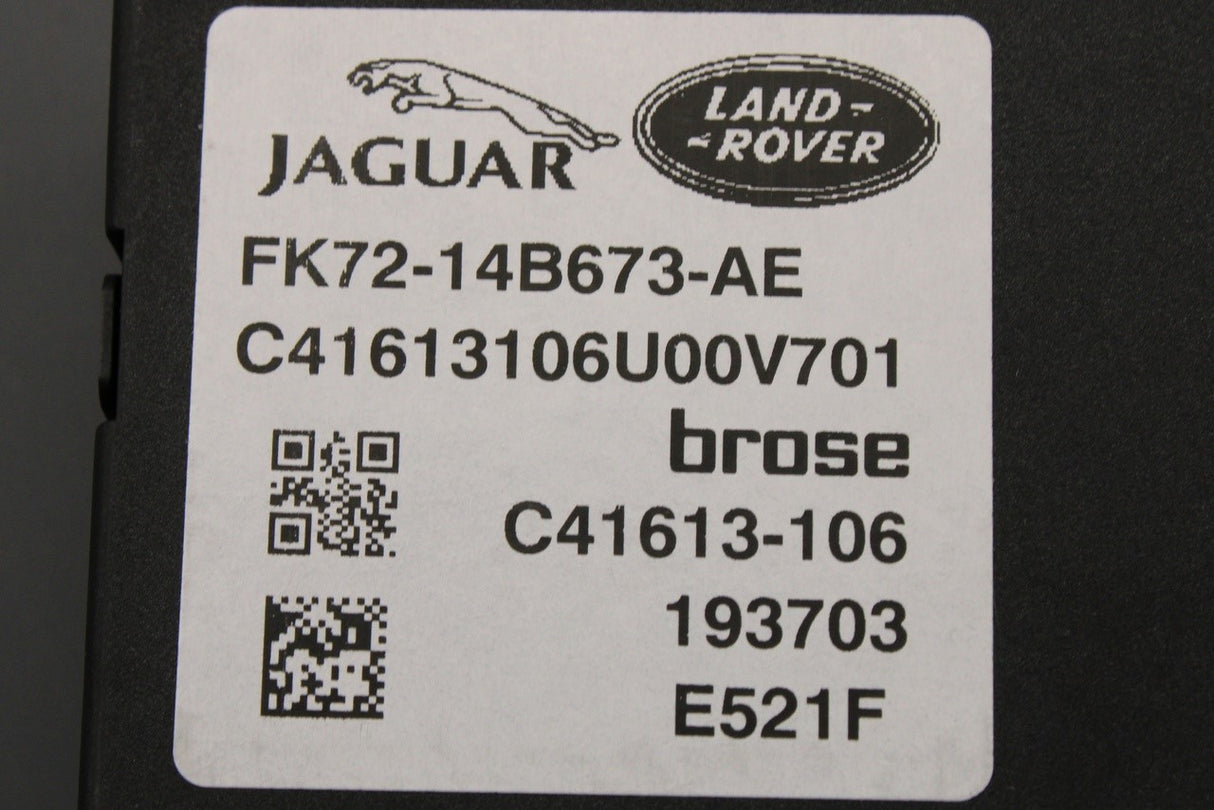 JAGUAR
LAND-
-ROVER
FK72-14B673-AE
C41613106U00V701
brose
C41613-106
193703
E521F